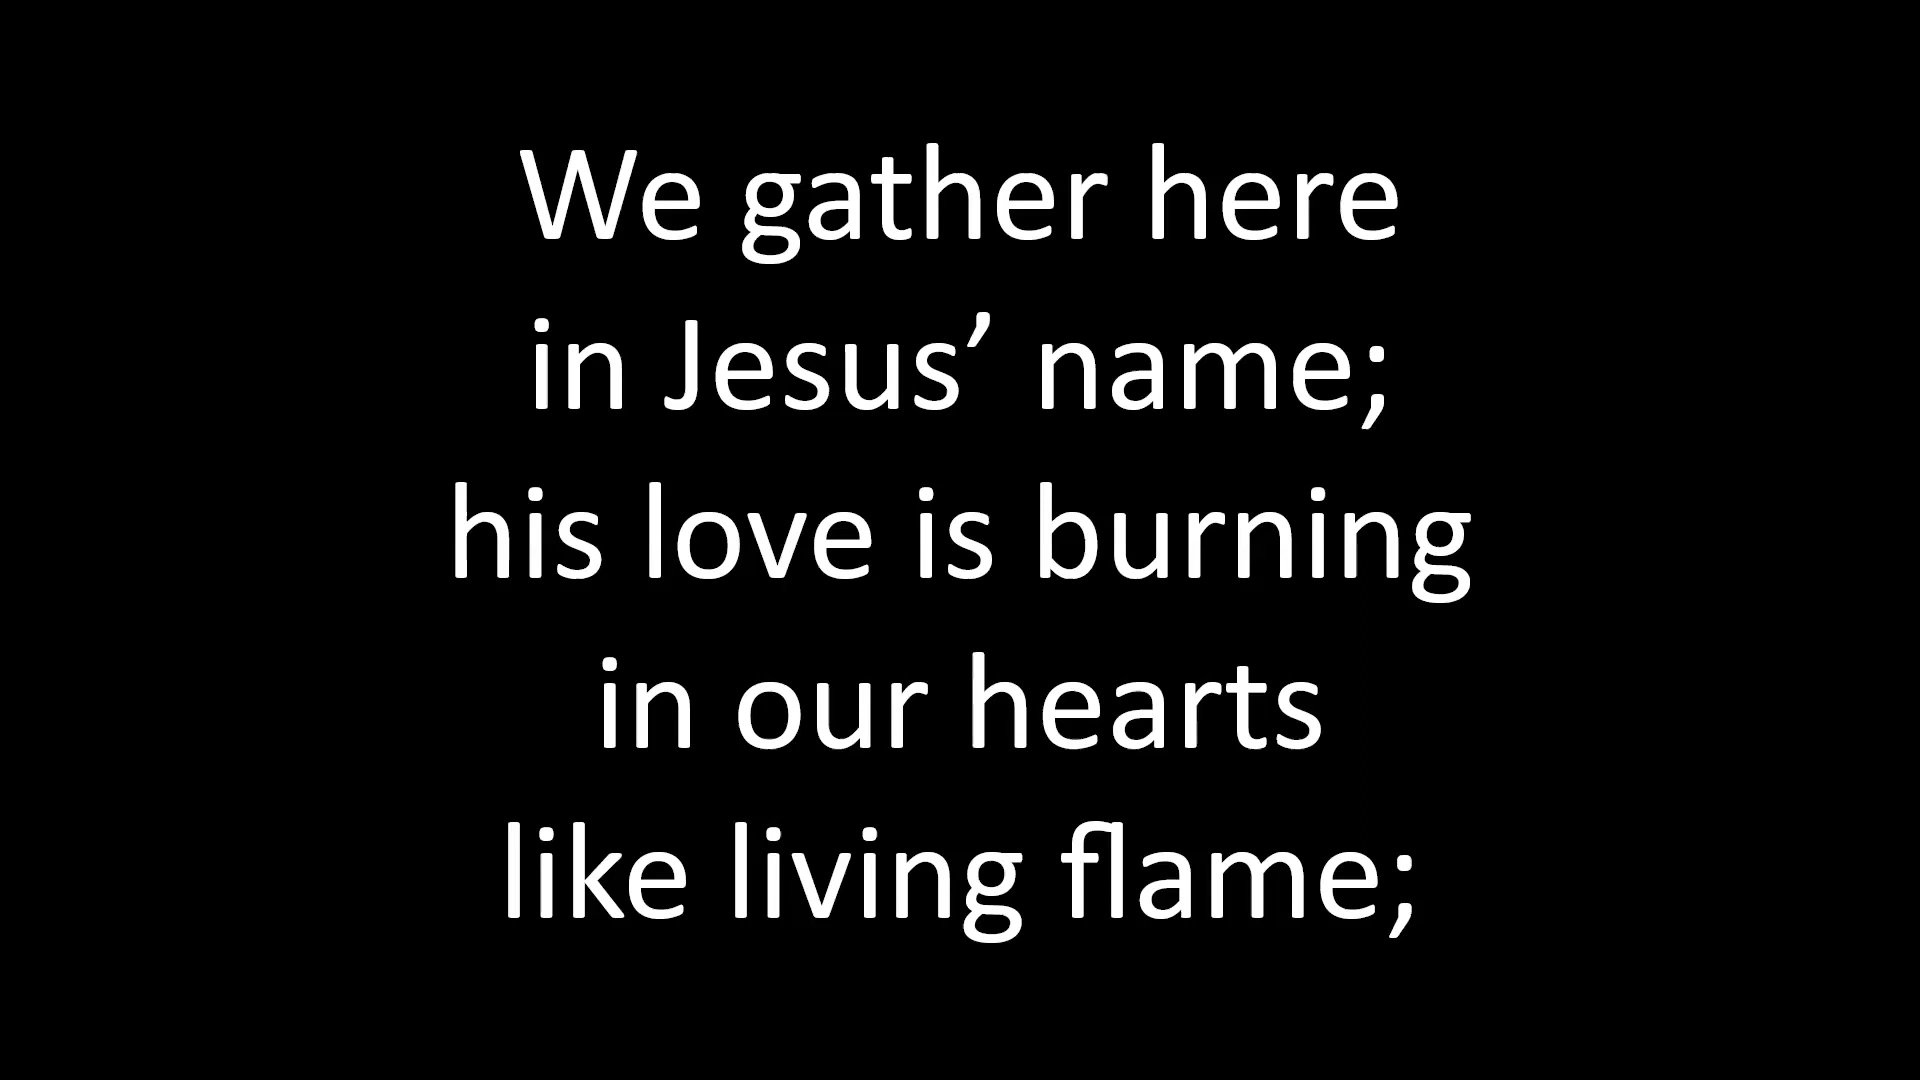 We gather here
in Jesus’ name;
his love is burning
in our hearts
like living flame;